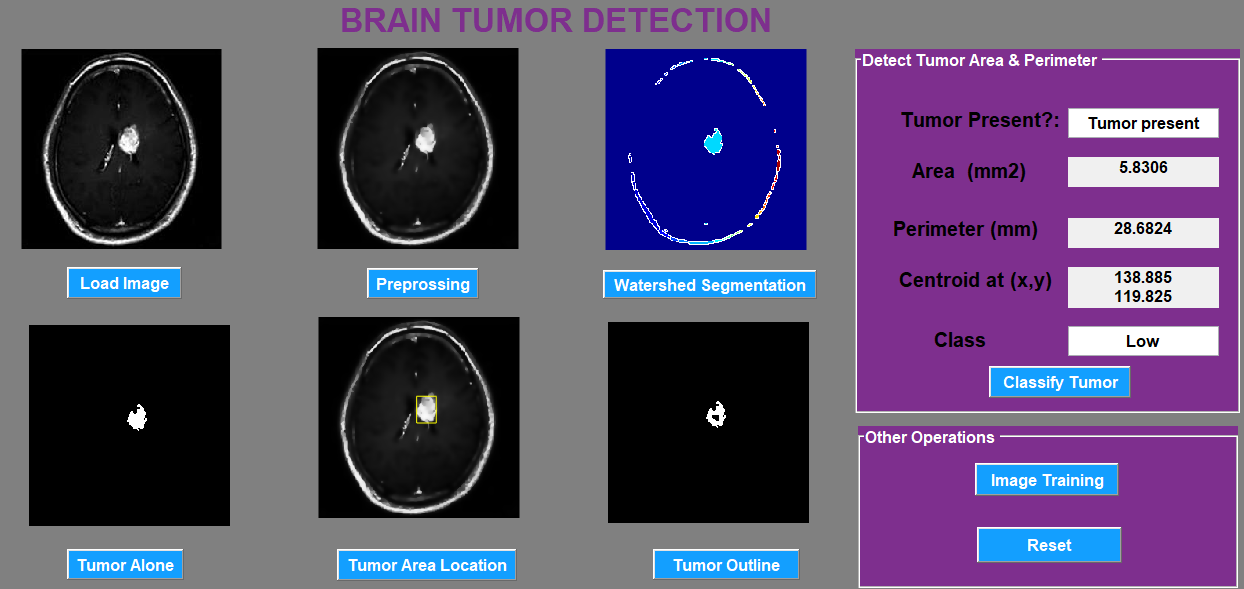 BRAIN TUMOR DETECTION
Load Image
Preprossing
Watershed Segmentation
Tumor Alone
Tumor Area Location
Tumor Outline
Detect Tumor Area & Perimeter
Tumor Present?: Tumor present
Area (mm2) 5.8306
Perimeter (mm) 28.6824
Centroid at (x,y) 138.885
119.825
Class Low
Classify Tumor
Other Operations
Image Training
Reset